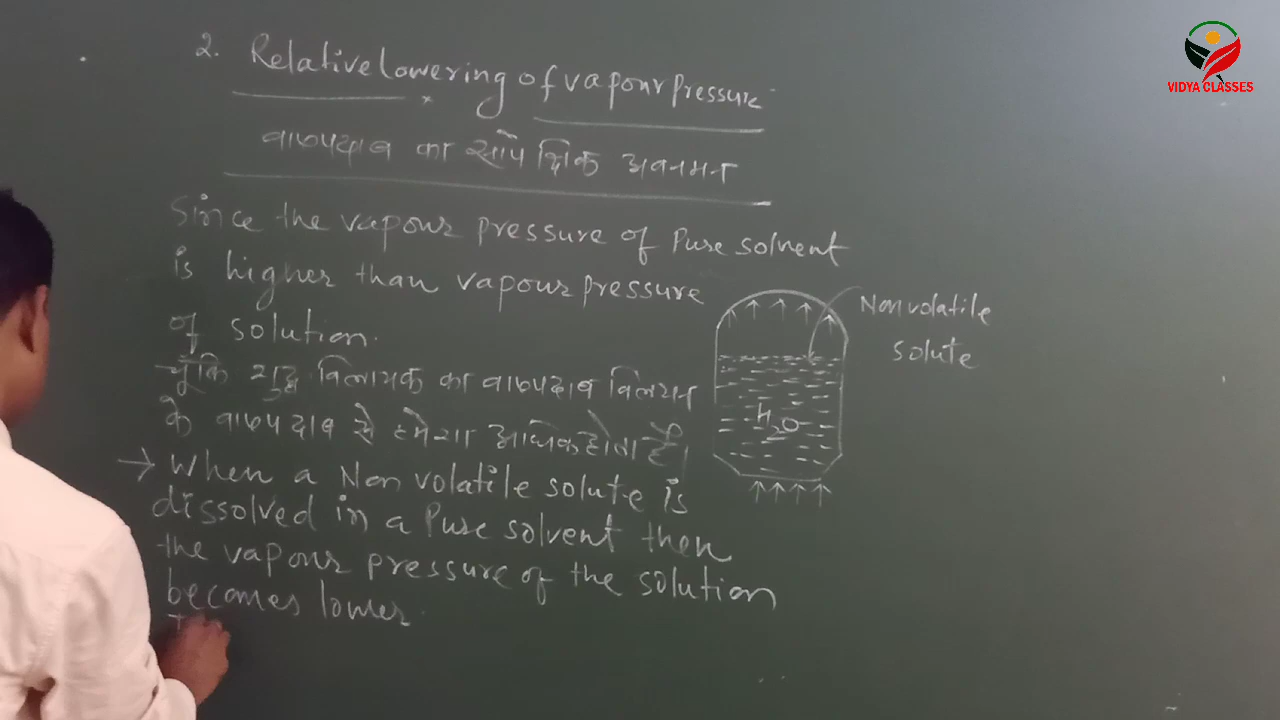 2. Relative lowering of vapour pressure
वाष्पदाब का सापेक्षिक अवनमन
Since the vapour pressure of Pure solvent
is higher than vapour pressure
of solution.
चूँकि शुद्ध विलायक का वाष्पदाब विलयन
के वाष्पदाब से हमेशा अधिक होता है।
→ When a Non volatile solute is
dissolved in a Pure solvent then
the vapour pressure of the solution
becomes lower
Non volatile
solute
H2O
VIDYA CLASSES